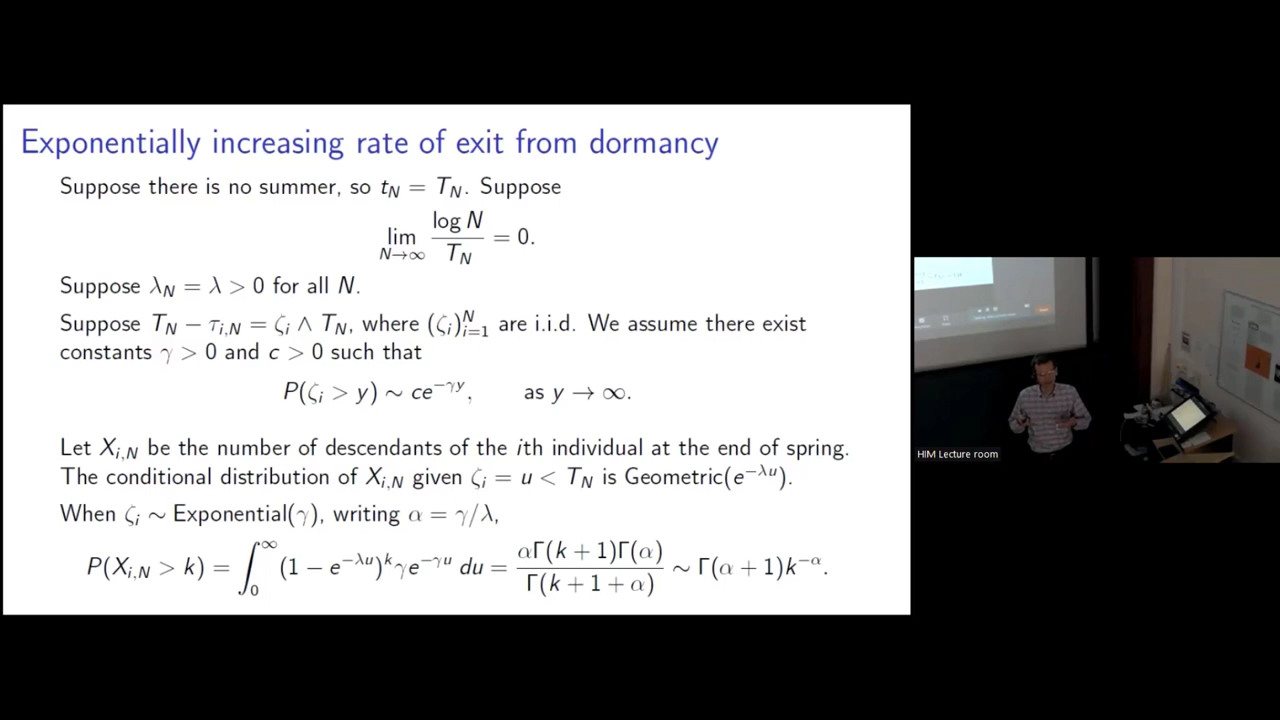 Exponentially increasing rate of exit from dormancy
Suppose there is no summer, so t_N = T_N. Suppose
lim_{N→∞} log N / T_N = 0.
Suppose λ_N = λ > 0 for all N.
Suppose T_N − τ_{i,N} = ζ_i ∧ T_N, where (ζ_i)_{i=1}^N are i.i.d. We assume there exist
constants γ > 0 and c > 0 such that
P(ζ_i > y) ∼ ce^{−γy}, as y → ∞.
Let X_{i,N} be the number of descendants of the ith individual at the end of spring.
The conditional distribution of X_{i,N} given ζ_i = u < T_N is Geometric(e^{−λu}).
When ζ_i ∼ Exponential(γ), writing α = γ/λ,
P(X_{i,N} > k) = ∫_0^∞ (1 − e^{−λu})^k γe^{−γu} du = αΓ(k + 1)Γ(α) / Γ(k + 1 + α) ∼ Γ(α + 1)k^{−α}.
HIM Lecture room